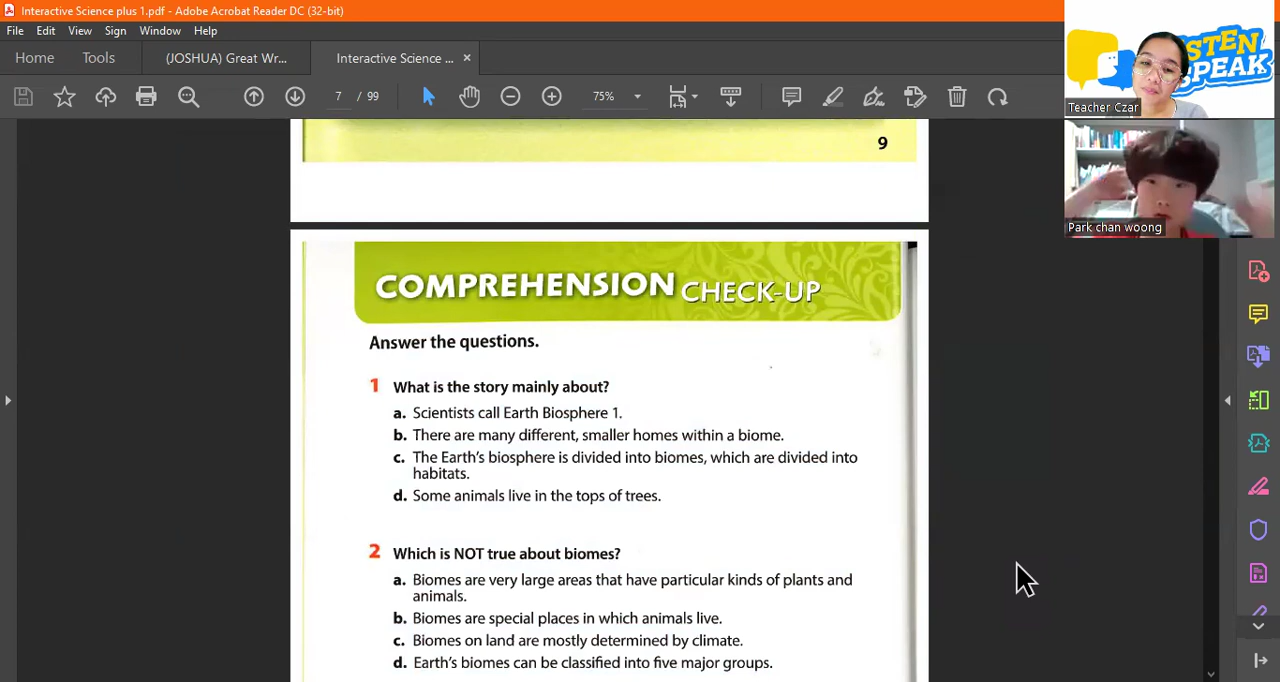 Interactive Science plus 1.pdf - Adobe Acrobat Reader DC (32-bit)
File Edit View Sign Window Help
Home Tools (JOSHUA) Great Wr... Interactive Science ... ×
7 / 99 75%
STEN
SPEAK
Teacher Czar
Park chan woong
9
COMPREHENSION CHECK-UP
Answer the questions.
1 What is the story mainly about?
a. Scientists call Earth Biosphere 1.
b. There are many different, smaller homes within a biome.
c. The Earth's biosphere is divided into biomes, which are divided into
habitats.
d. Some animals live in the tops of trees.
2 Which is NOT true about biomes?
a. Biomes are very large areas that have particular kinds of plants and
animals.
b. Biomes are special places in which animals live.
c. Biomes on land are mostly determined by climate.
d. Earth's biomes can be classified into five major groups.